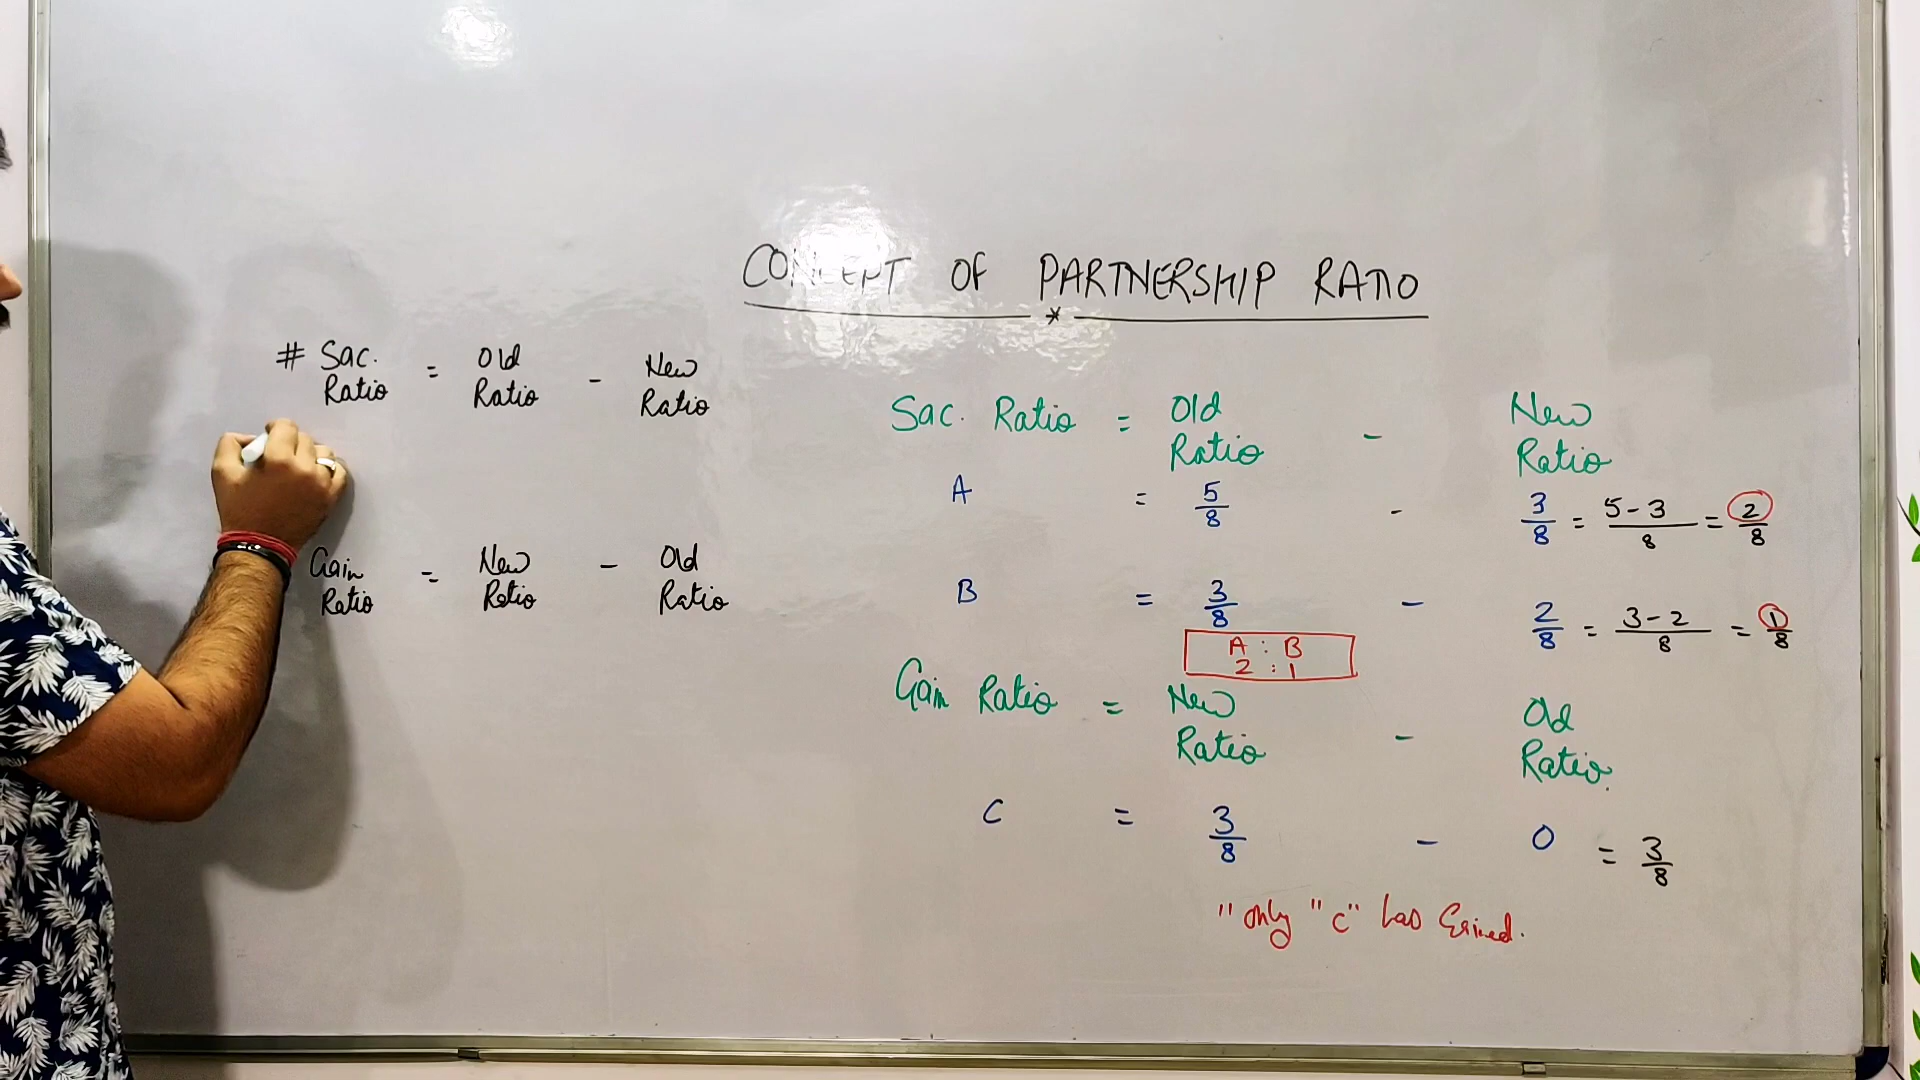 CONCEPT OF PARTNERSHIP RATIO
*
# Sac. Ratio = Old Ratio - New Ratio
Gain Ratio = New Ratio - Old Ratio
Sac. Ratio = Old Ratio - New Ratio
A = 5/8 - 3/8 = 5-3/8 = 2/8
B = 3/8 - 2/8 = 3-2/8 = 1/8
A : B
2 : 1
Gain Ratio = New Ratio - Old Ratio.
C = 3/8 - 0 = 3/8
"only "C" has Gained.